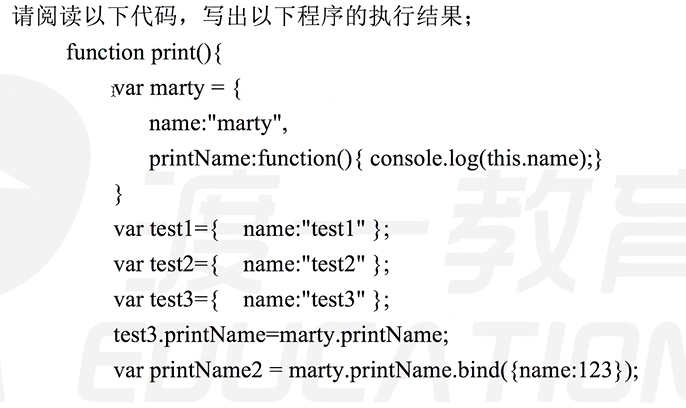 请阅读以下代码，写出以下程序的执行结果；
function print(){
var marty = {
name:"marty",
printName:function(){ console.log(this.name);}
}
var test1={ name:"test1" };
var test2={ name:"test2" };
var test3={ name:"test3" };
test3.printName=marty.printName;
var printName2 = marty.printName.bind({name:123});
渡一教育
EDUCATION